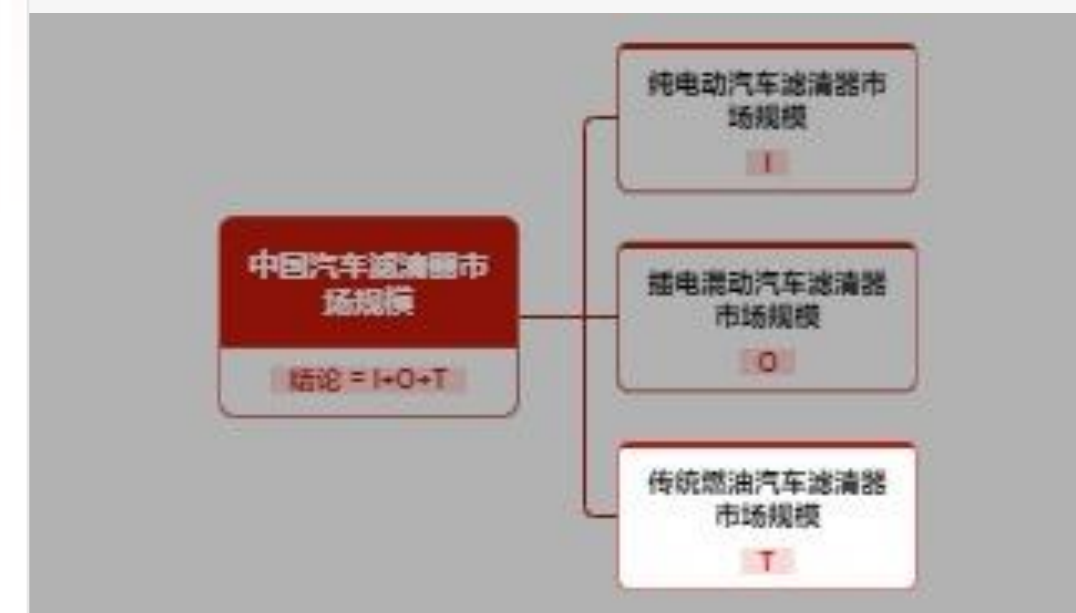 纯电动汽车滤清器市
场规模
I
中国汽车滤清器市
场规模
结论 = I+O+T
插电混动汽车滤清器
市场规模
O
传统燃油汽车滤清器
市场规模
T